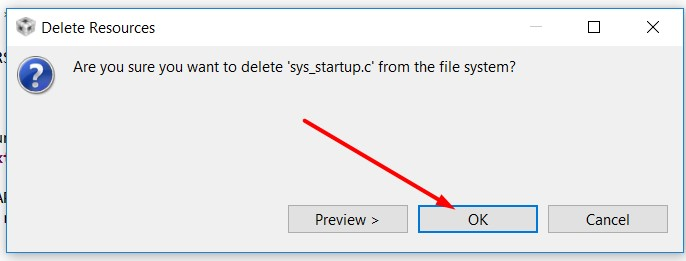 Delete Resources
Are you sure you want to delete 'sys_startup.c' from the file system?
Preview >
OK
Cancel